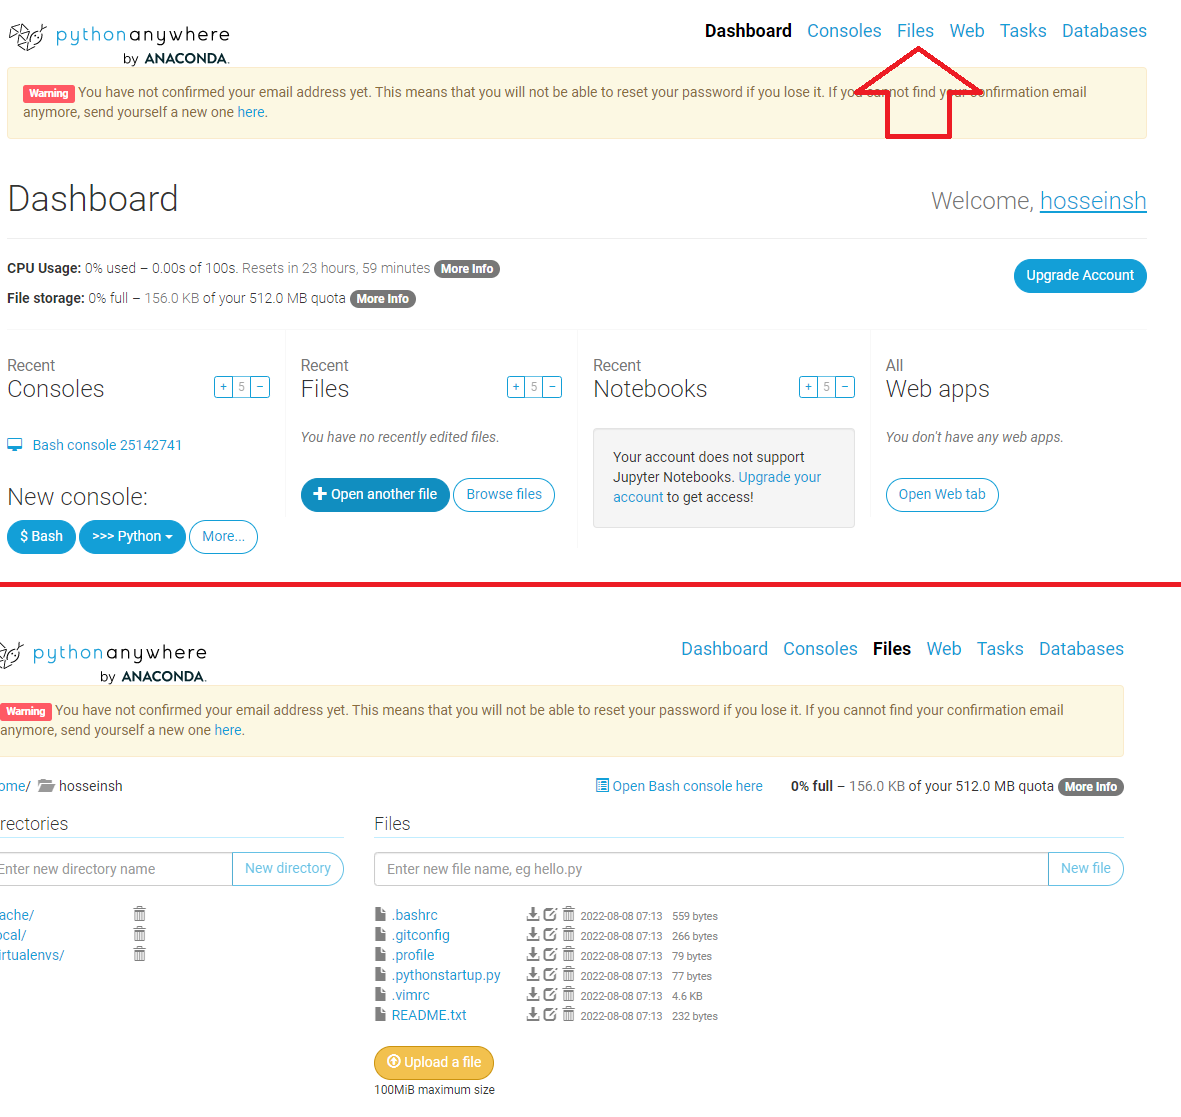 pythonanywhere
by ANACONDA.
Dashboard Consoles Files Web Tasks Databases
Warning You have not confirmed your email address yet. This means that you will not be able to reset your password if you lose it. If you cannot find your confirmation email
anymore, send yourself a new one here.
Dashboard
Welcome, hosseinsh
CPU Usage: 0% used – 0.00s of 100s. Resets in 23 hours, 59 minutes More Info
File storage: 0% full – 156.0 KB of your 512.0 MB quota More Info
Upgrade Account
Recent
Consoles
+ 5 −
Bash console 25142741
New console:
$ Bash >>> Python More...
Recent
Files
+ 5 −
You have no recently edited files.
+ Open another file Browse files
Recent
Notebooks
+ 5 −
Your account does not support
Jupyter Notebooks. Upgrade your
account to get access!
All
Web apps
You don't have any web apps.
Open Web tab
pythonanywhere
by ANACONDA.
Dashboard Consoles Files Web Tasks Databases
Warning You have not confirmed your email address yet. This means that you will not be able to reset your password if you lose it. If you cannot find your confirmation email
anymore, send yourself a new one here.
ome/ hosseinsh
Open Bash console here 0% full – 156.0 KB of your 512.0 MB quota More Info
rectories
Enter new directory name New directory
ache/
ocal/
irtualenvs/
Files
Enter new file name, eg hello.py New file
.bashrc 2022-08-08 07:13 559 bytes
.gitconfig 2022-08-08 07:13 266 bytes
.profile 2022-08-08 07:13 79 bytes
.pythonstartup.py 2022-08-08 07:13 77 bytes
.vimrc 2022-08-08 07:13 4.6 KB
README.txt 2022-08-08 07:13 232 bytes
Upload a file
100MiB maximum size